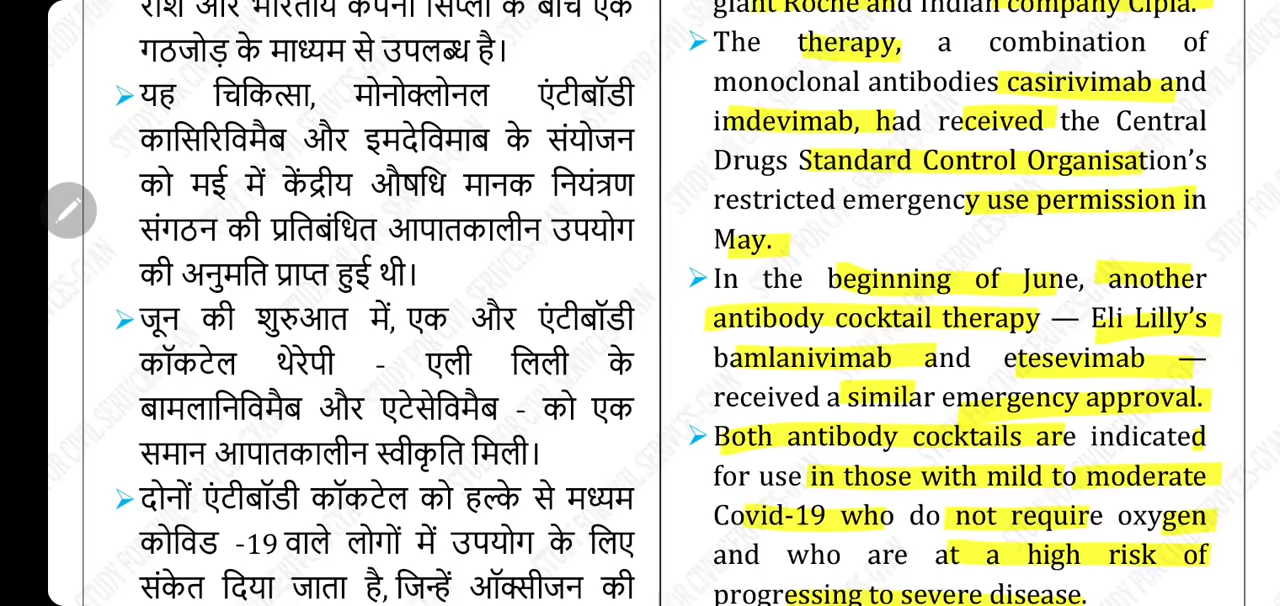 राश और भारतीय कंपनी सिप्ला के बीच एक
गठजोड़ के माध्यम से उपलब्ध है।
➤ यह चिकित्सा, मोनोक्लोनल एंटीबॉडी
कासिरिविमैब और इमदेविमाब के संयोजन
को मई में केंद्रीय औषधि मानक नियंत्रण
संगठन की प्रतिबंधित आपातकालीन उपयोग
की अनुमति प्राप्त हुई थी।
➤ जून की शुरुआत में, एक और एंटीबॉडी
कॉकटेल थेरेपी - एली लिली के
बामलानिविमैब और एटेसेविमैब - को एक
समान आपातकालीन स्वीकृति मिली।
➤ दोनों एंटीबॉडी कॉकटेल को हल्के से मध्यम
कोविड -19 वाले लोगों में उपयोग के लिए
संकेत दिया जाता है, जिन्हें ऑक्सीजन की
giant Roche and Indian company Cipla.
➤ The therapy, a combination of
monoclonal antibodies casirivimab and
imdevimab, had received the Central
Drugs Standard Control Organisation’s
restricted emergency use permission in
May.
➤ In the beginning of June, another
antibody cocktail therapy — Eli Lilly’s
bamlanivimab and etesevimab —
received a similar emergency approval.
➤ Both antibody cocktails are indicated
for use in those with mild to moderate
Covid-19 who do not require oxygen
and who are at a high risk of
progressing to severe disease.